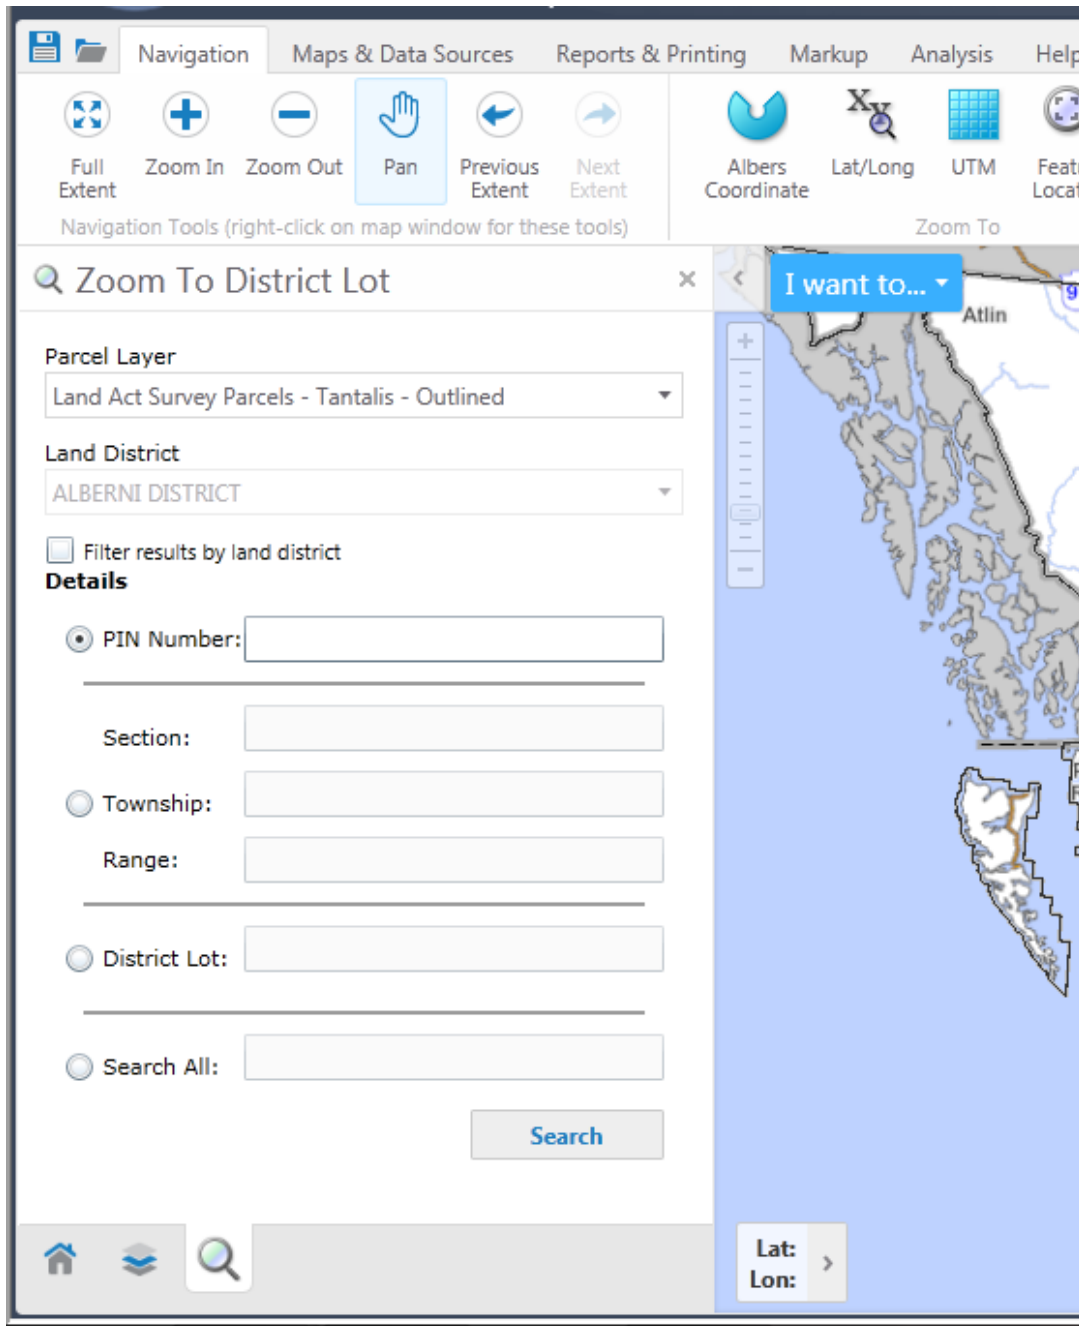 Navigation
Maps & Data Sources
Reports & Printing
Markup
Analysis
Help
Full Extent
Zoom In
Zoom Out
Pan
Previous Extent
Next Extent
Albers Coordinate
Lat/Long
UTM
Navigation Tools (right-click on map window for these tools)
Zoom To
Zoom To District Lot
I want to...
Atlin
9
Parcel Layer
Land Act Survey Parcels - Tantalis - Outlined
Land District
ALBERNI DISTRICT
Filter results by land district
Details
PIN Number:
Section:
Township:
Range:
District Lot:
Search All:
Search
Lat:
Lon: